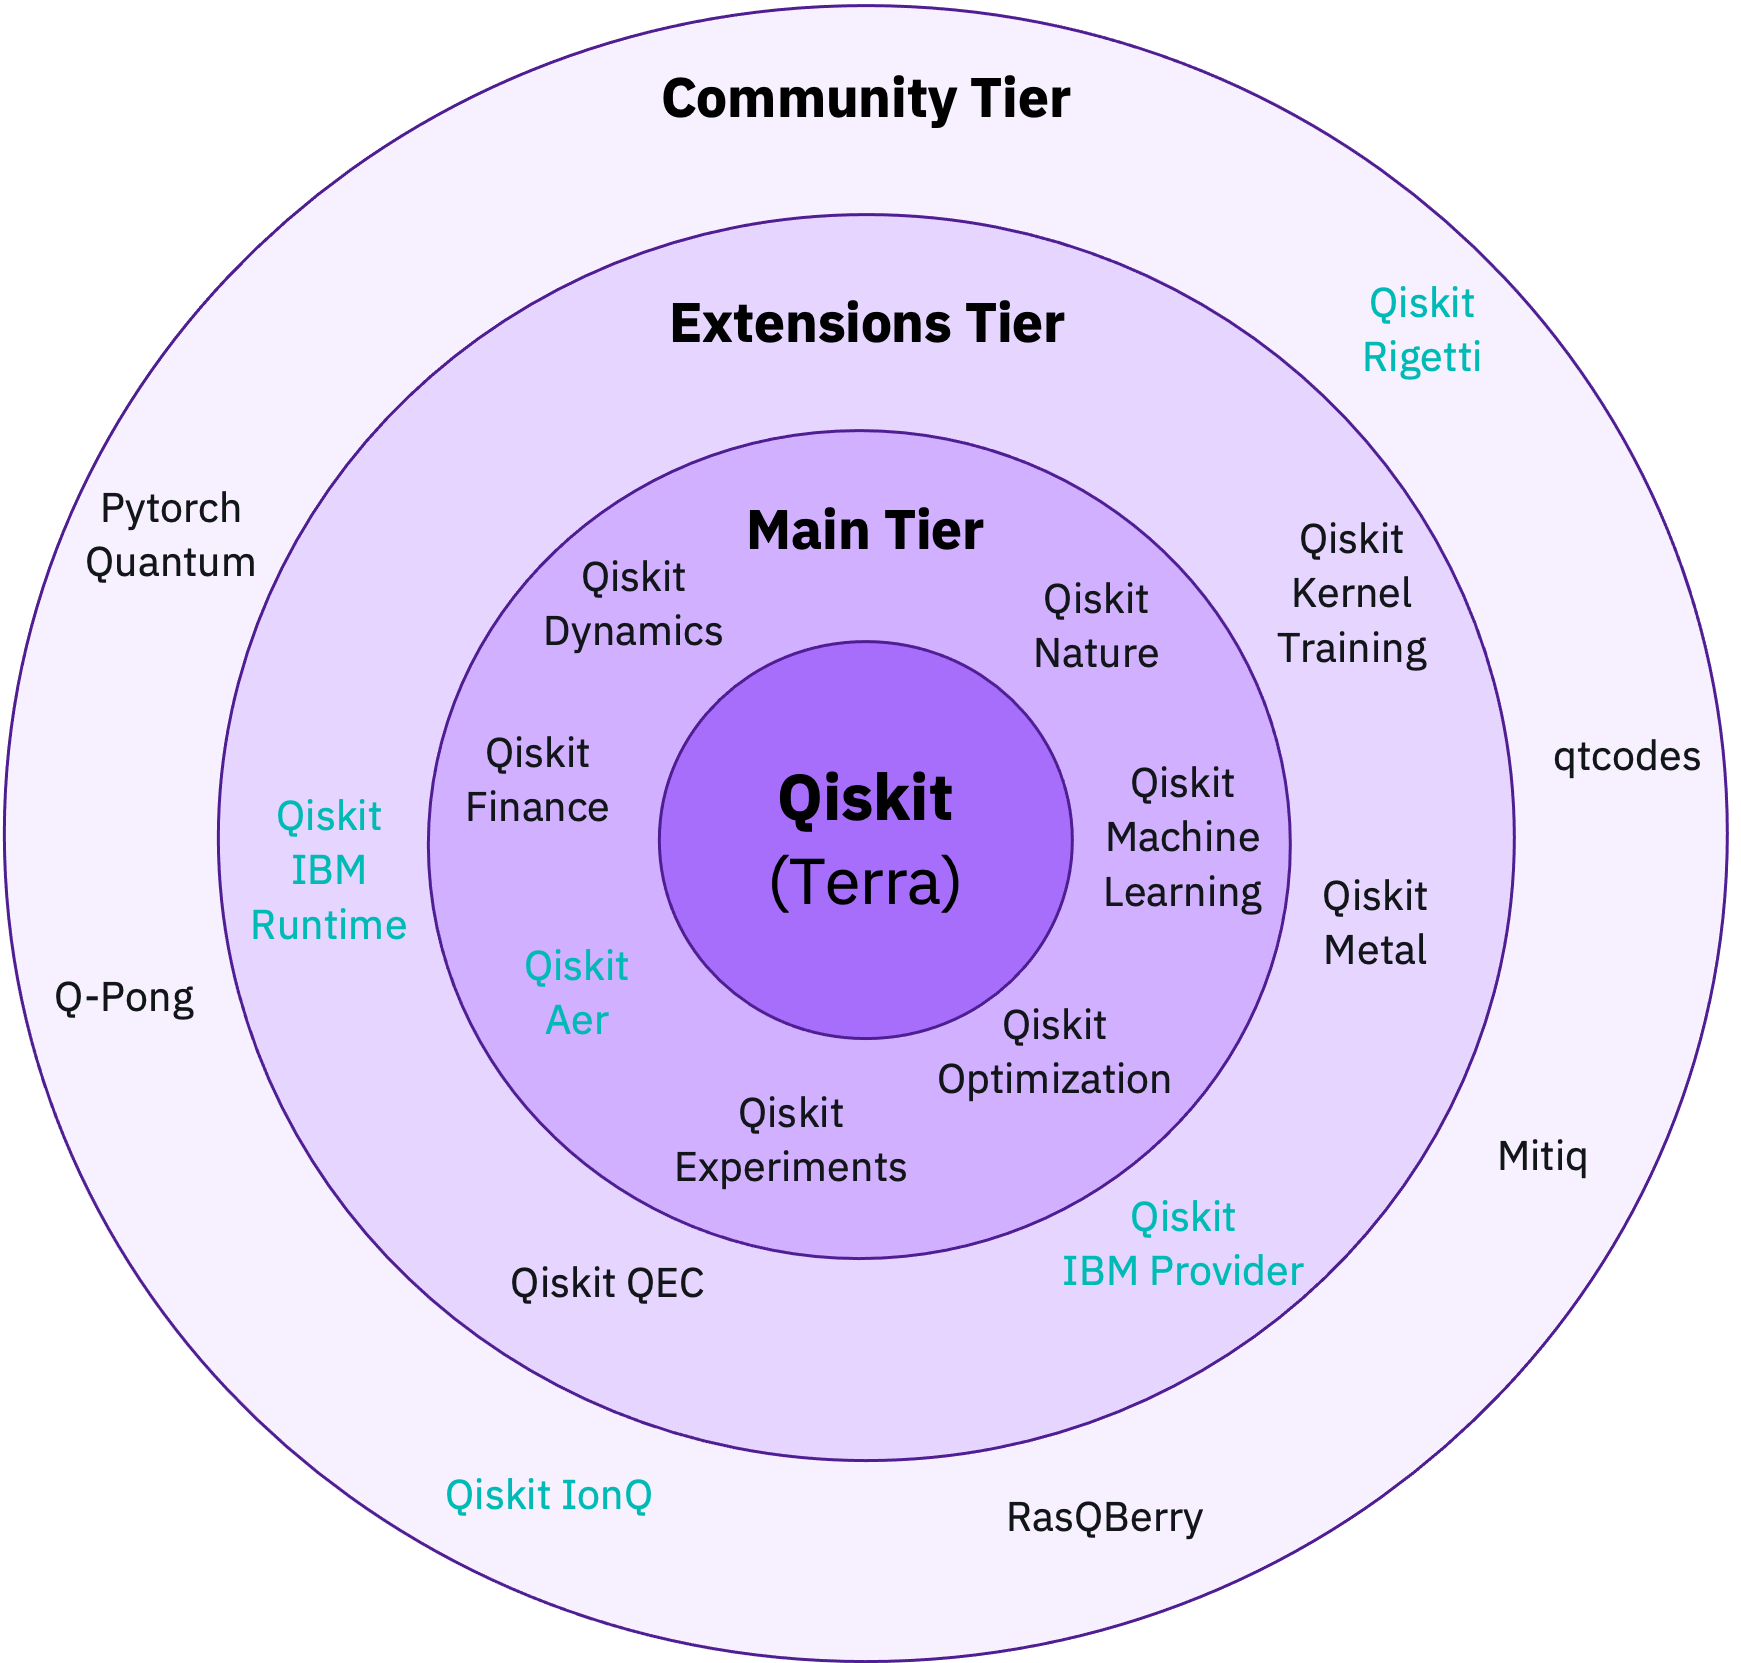 Community Tier
Qiskit
Rigetti
Extensions Tier
Pytorch
Quantum
Main Tier
Qiskit
Kernel
Training
Qiskit
Dynamics
Qiskit
Nature
Qiskit
Finance
Qiskit
(Terra)
Qiskit
Machine
Learning
qtcodes
Qiskit
IBM
Runtime
Qiskit
Metal
Q-Pong
Qiskit
Aer
Qiskit
Optimization
Qiskit
Experiments
Mitiq
Qiskit
IBM Provider
Qiskit QEC
Qiskit IonQ
RasQBerry